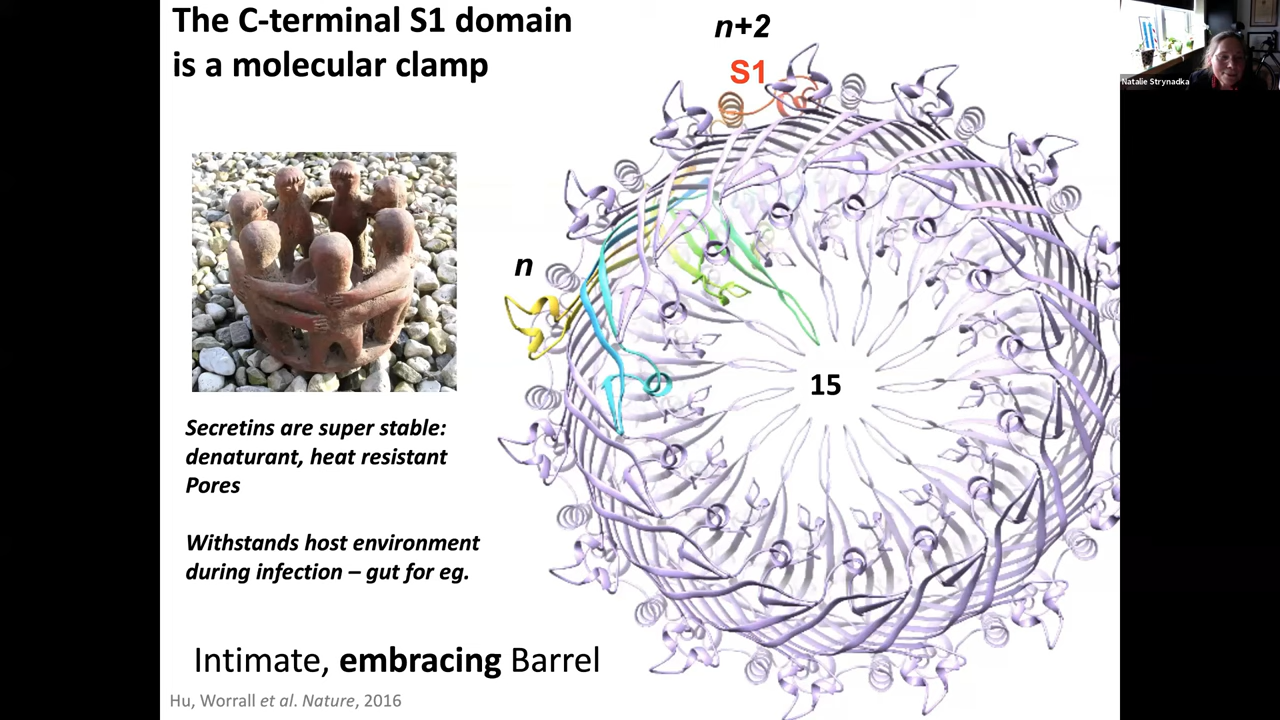 The C-terminal S1 domain
is a molecular clamp
n+2
S1
Natalie Strynadka
n
15
Secretins are super stable:
denaturant, heat resistant
Pores
Withstands host environment
during infection – gut for eg.
Intimate, embracing Barrel
Hu, Worrall et al. Nature, 2016